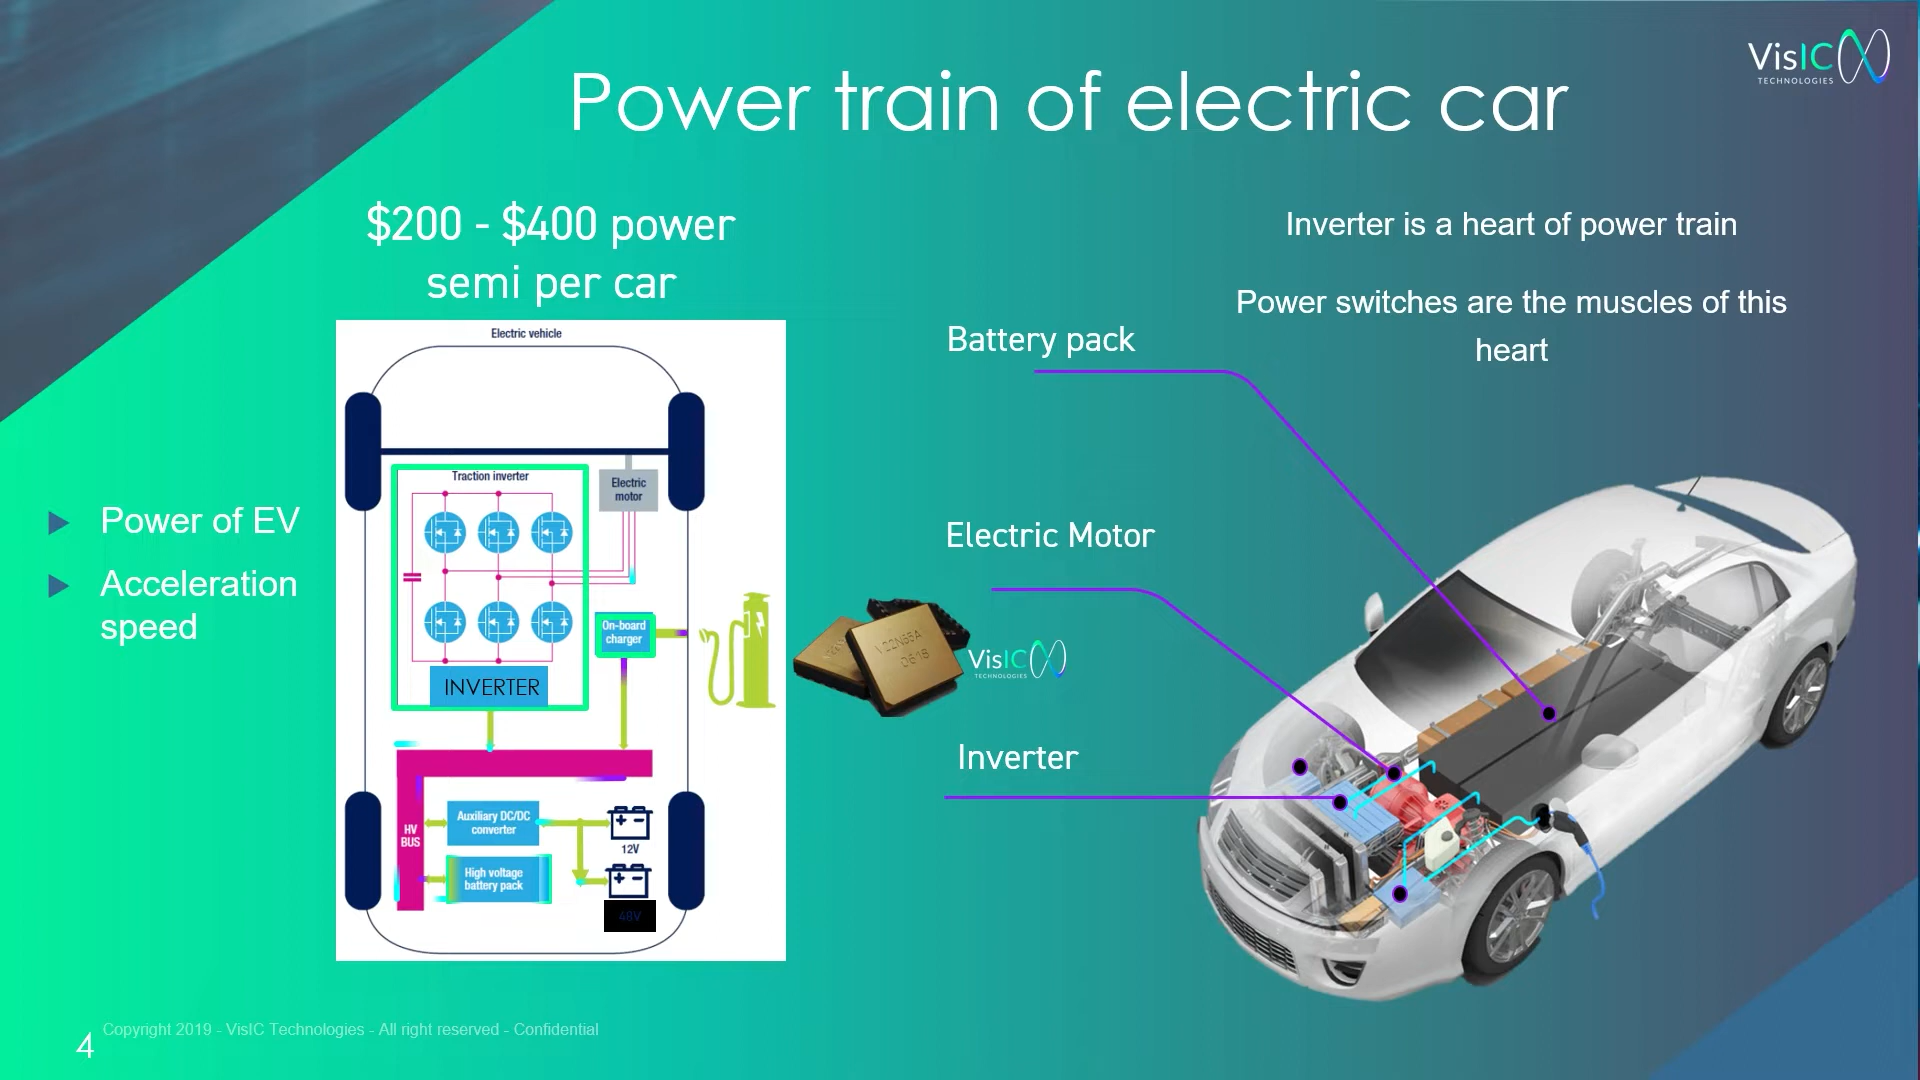 VisIC
TECHNOLOGIES
Power train of electric car
$200 - $400 power
semi per car
Inverter is a heart of power train
Power switches are the muscles of this
heart
Power of EV
Acceleration
speed
Electric vehicle
Traction inverter
Electric
motor
On-board
charger
INVERTER
HV
BUS
Auxiliary DC/DC
converter
12V
High voltage
battery pack
48V
Battery pack
Electric Motor
V22N65A
VisIC
TECHNOLOGIES
Inverter
Copyright 2019 - VisIC Technologies - All right reserved - Confidential
4